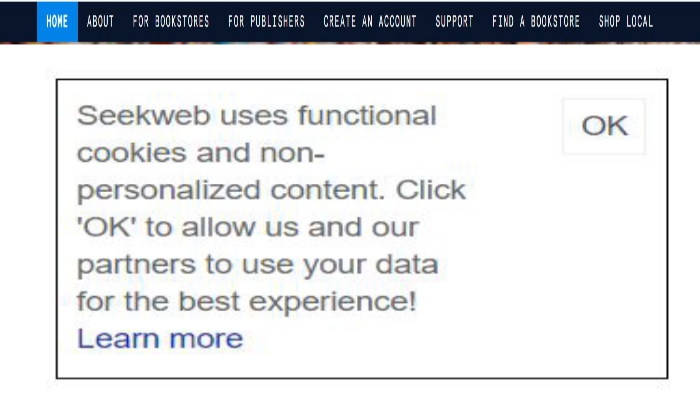 HOME ABOUT FOR BOOKSTORES FOR PUBLISHERS CREATE AN ACCOUNT SUPPORT FIND A BOOKSTORE SHOP LOCAL
Seekweb uses functional
cookies and non-
personalized content. Click
'OK' to allow us and our
partners to use your data
for the best experience!
Learn more
OK